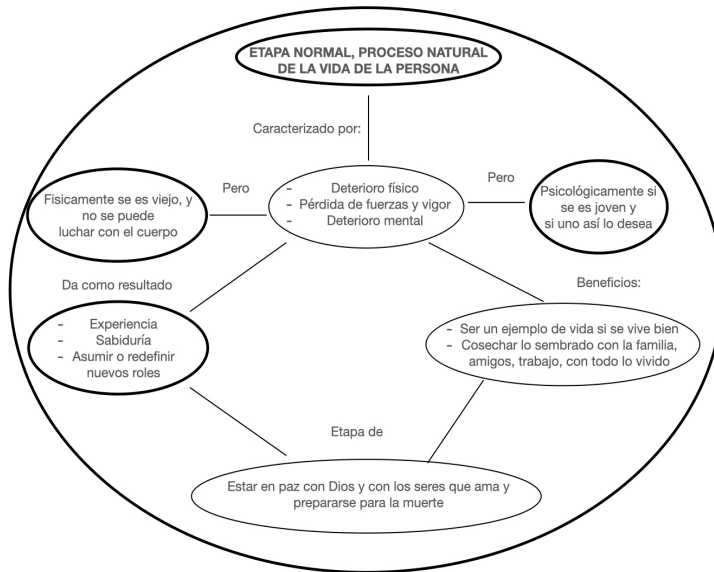 ETAPA NORMAL, PROCESO NATURAL
DE LA VIDA DE LA PERSONA
Caracterizado por:
Fisicamente se es viejo, y
no se puede
luchar con el cuerpo
Pero
- Deterioro físico
- Pérdida de fuerzas y vigor
- Deterioro mental
Pero
Psicológicamente si
se es joven y
si uno así lo desea
Da como resultado
Beneficios:
- Experiencia
- Sabiduría
- Asumir o redefinir
nuevos roles
- Ser un ejemplo de vida si se vive bien
- Cosechar lo sembrado con la familia,
amigos, trabajo, con todo lo vivido
Etapa de
Estar en paz con Dios y con los seres que ama y
prepararse para la muerte